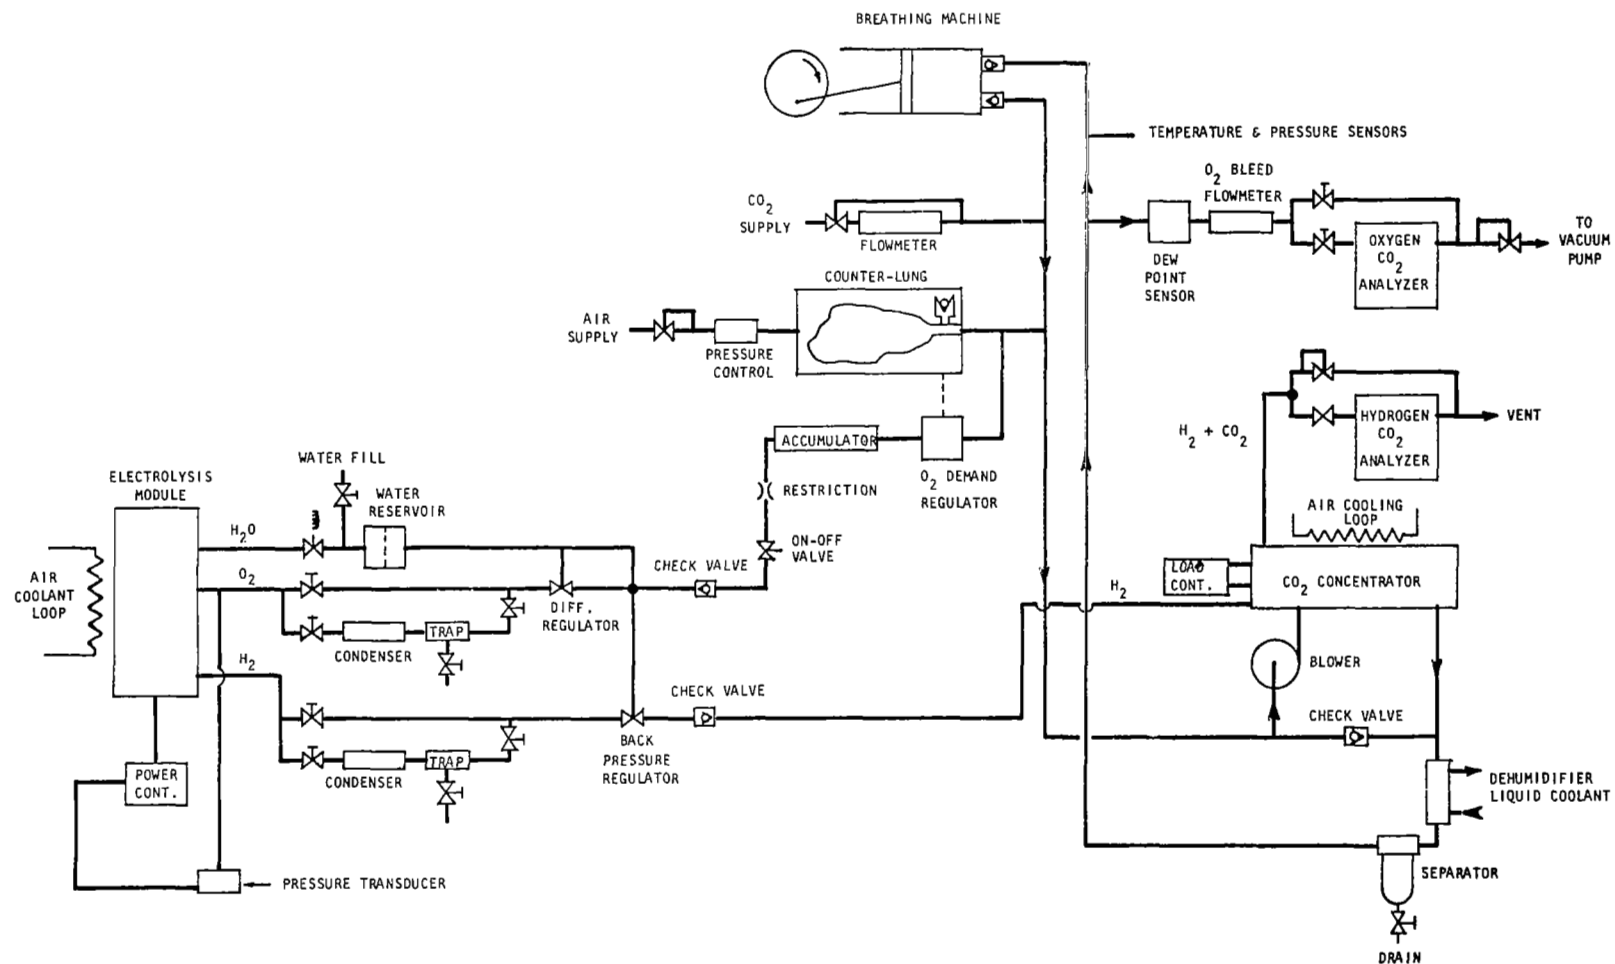 BREATHING MACHINE
TEMPERATURE & PRESSURE SENSORS
O2 BLEED
FLOWMETER
CO2
SUPPLY
FLOWMETER
DEW
POINT
SENSOR
OXYGEN
CO2
ANALYZER
TO
VACUUM
PUMP
COUNTER-LUNG
AIR
SUPPLY
PRESSURE
CONTROL
H2 + CO2
HYDROGEN
CO2
ANALYZER
VENT
ACCUMULATOR
O2 DEMAND
REGULATOR
RESTRICTION
ON-OFF
VALVE
WATER FILL
ELECTROLYSIS
MODULE
WATER
RESERVOIR
H2O
O2
AIR
COOLANT
LOOP
CHECK VALVE
DIFF.
REGULATOR
CONDENSER
TRAP
H2
AIR COOLING
LOOP
LOAD
CONT.
CO2 CONCENTRATOR
H2
BLOWER
CHECK VALVE
CHECK VALVE
BACK
PRESSURE
REGULATOR
CONDENSER
TRAP
POWER
CONT.
DEHUMIDIFIER
LIQUID COOLANT
PRESSURE TRANSDUCER
SEPARATOR
DRAIN